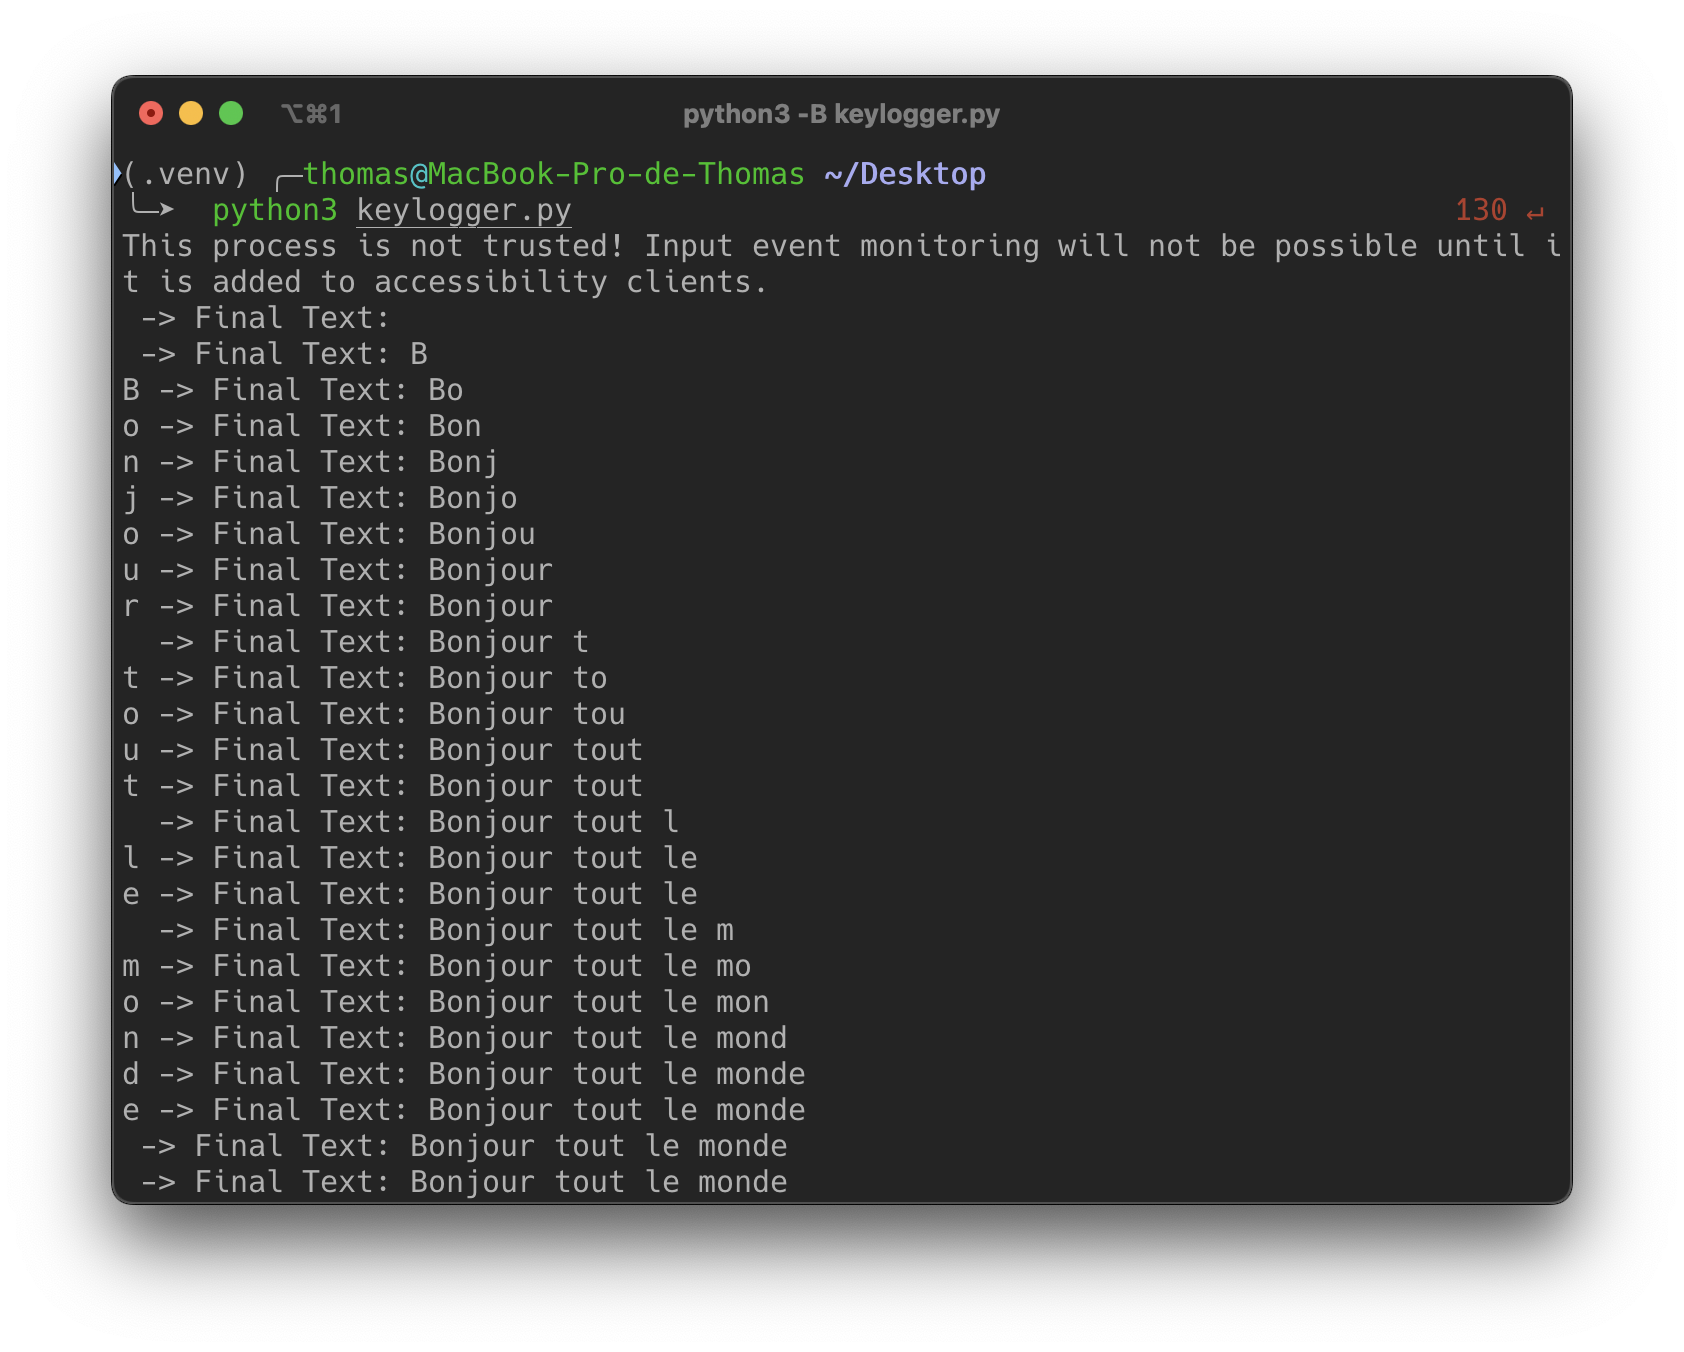 ⌥⌘1 python3 -B keylogger.py
(.venv) ╭─thomas@MacBook-Pro-de-Thomas ~/Desktop
╰─➤  python3 keylogger.py 130 ↵
This process is not trusted! Input event monitoring will not be possible until i
t is added to accessibility clients.
 -> Final Text:
 -> Final Text: B
B -> Final Text: Bo
o -> Final Text: Bon
n -> Final Text: Bonj
j -> Final Text: Bonjo
o -> Final Text: Bonjou
u -> Final Text: Bonjour
r -> Final Text: Bonjour
  -> Final Text: Bonjour t
t -> Final Text: Bonjour to
o -> Final Text: Bonjour tou
u -> Final Text: Bonjour tout
t -> Final Text: Bonjour tout
  -> Final Text: Bonjour tout l
l -> Final Text: Bonjour tout le
e -> Final Text: Bonjour tout le
  -> Final Text: Bonjour tout le m
m -> Final Text: Bonjour tout le mo
o -> Final Text: Bonjour tout le mon
n -> Final Text: Bonjour tout le mond
d -> Final Text: Bonjour tout le monde
e -> Final Text: Bonjour tout le monde
 -> Final Text: Bonjour tout le monde
 -> Final Text: Bonjour tout le monde